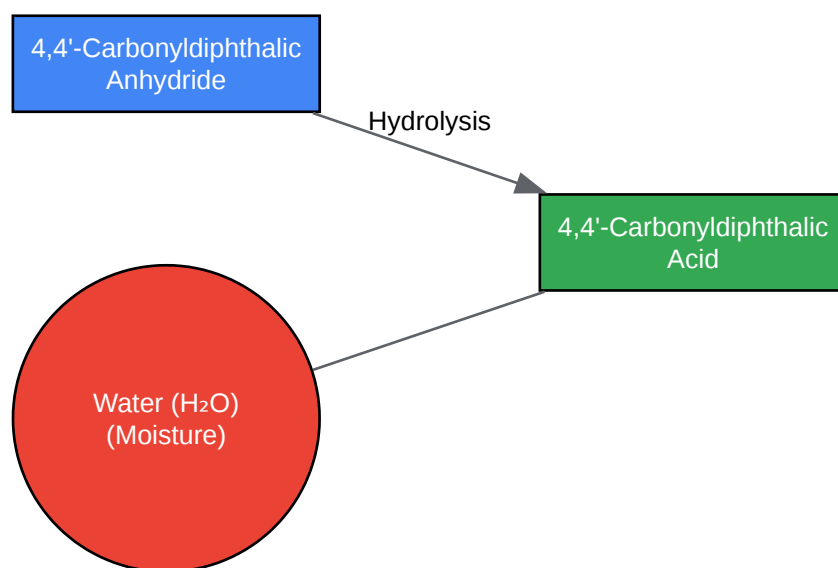 4,4'-Carbonyldiphthalic
Anhydride
Hydrolysis
4,4'-Carbonyldiphthalic
Acid
Water (H₂O)
(Moisture)